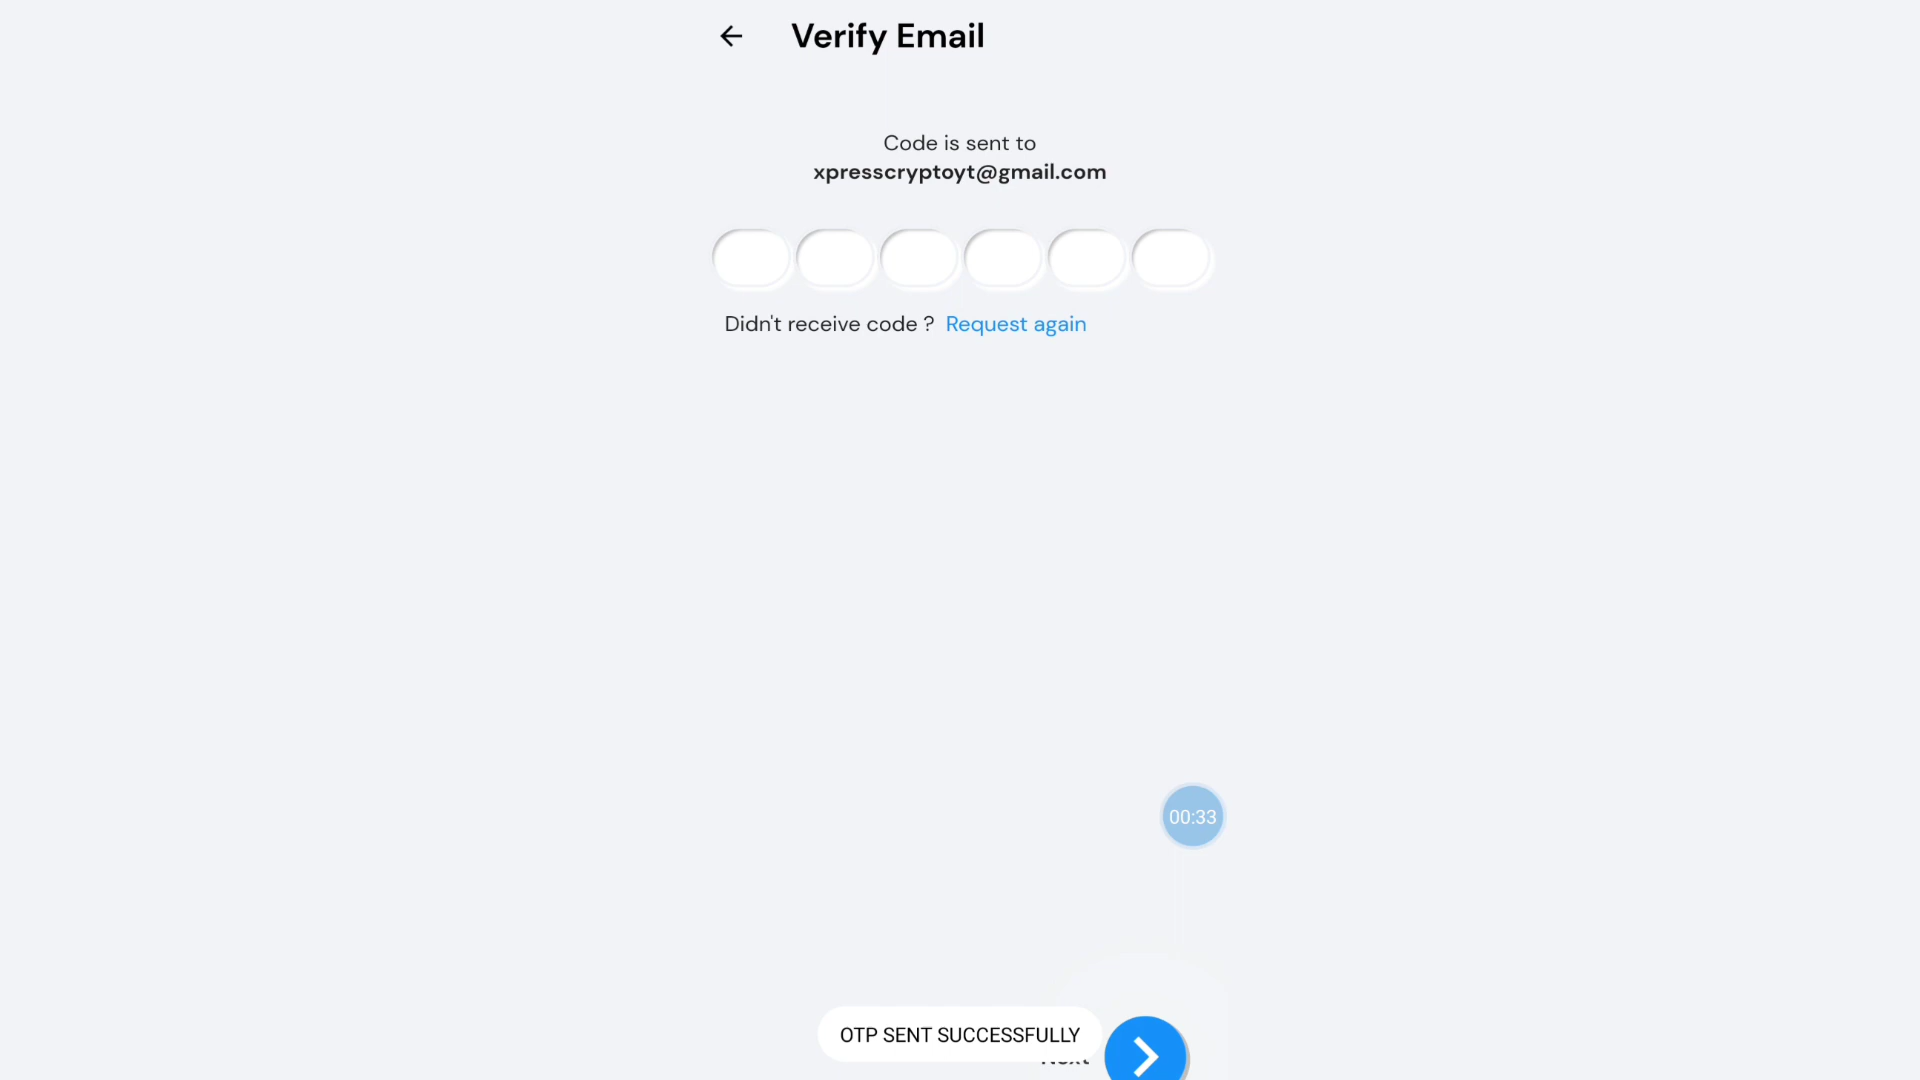 Verify Email
Code is sent to
xpresscryptoyt@gmail.com
Didn't receive code ? Request again
00:33
OTP SENT SUCCESSFULLY
Next